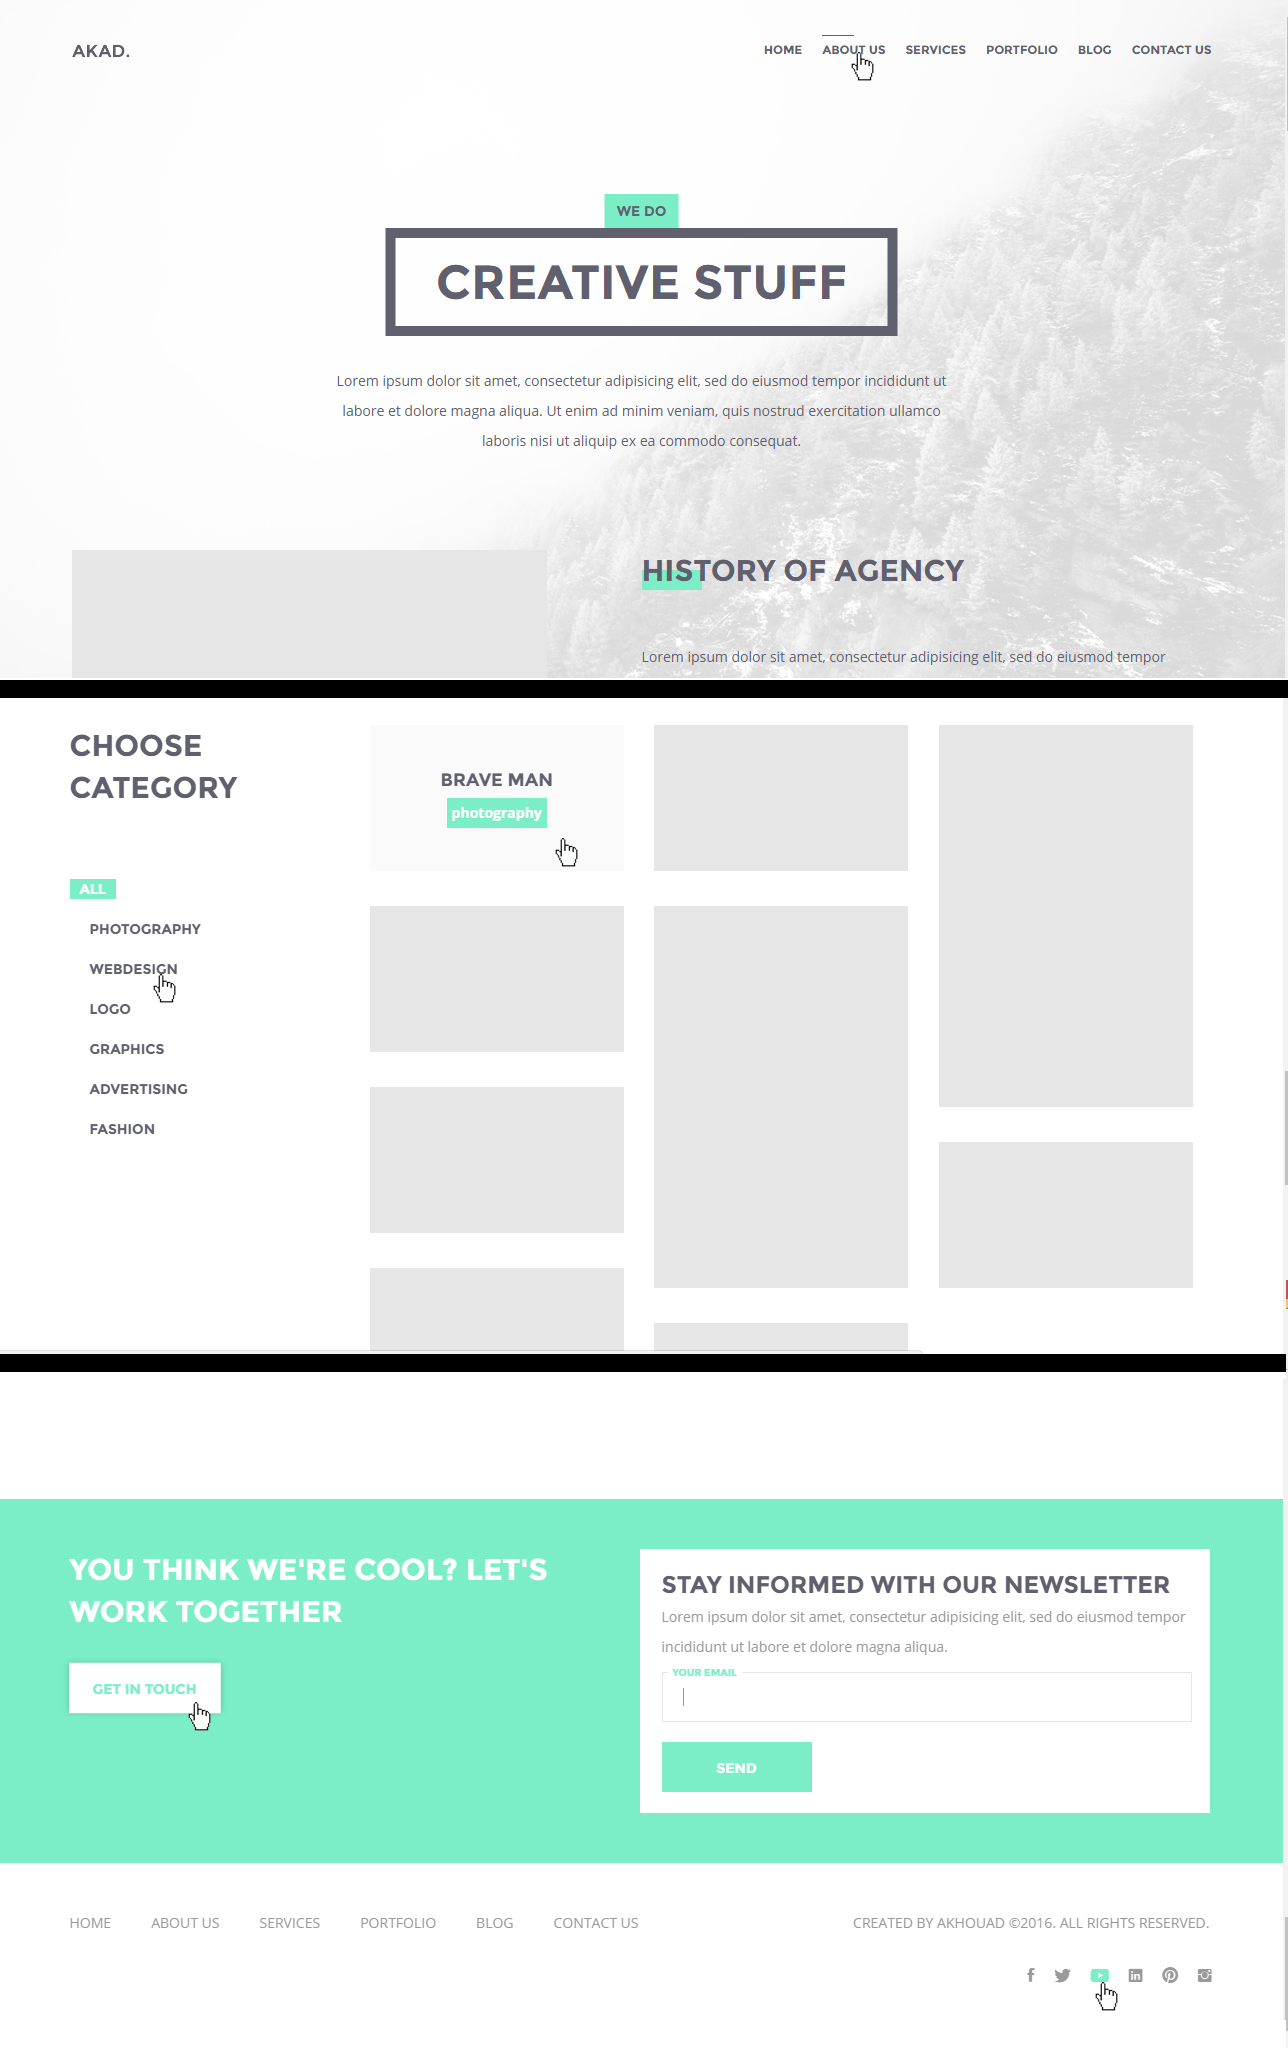 AKAD.
HOME ABOUT US SERVICES PORTFOLIO BLOG CONTACT US
WE DO
CREATIVE STUFF
Lorem ipsum dolor sit amet, consectetur adipisicing elit, sed do eiusmod tempor incididunt ut
labore et dolore magna aliqua. Ut enim ad minim veniam, quis nostrud exercitation ullamco
laboris nisi ut aliquip ex ea commodo consequat.
HISTORY OF AGENCY
Lorem ipsum dolor sit amet, consectetur adipisicing elit, sed do eiusmod tempor
CHOOSE
CATEGORY
ALL
PHOTOGRAPHY
WEBDESIGN
LOGO
GRAPHICS
ADVERTISING
FASHION
BRAVE MAN
photography
YOU THINK WE'RE COOL? LET'S
WORK TOGETHER
GET IN TOUCH
STAY INFORMED WITH OUR NEWSLETTER
Lorem ipsum dolor sit amet, consectetur adipisicing elit, sed do eiusmod tempor
incididunt ut labore et dolore magna aliqua.
YOUR EMAIL
SEND
HOME ABOUT US SERVICES PORTFOLIO BLOG CONTACT US
CREATED BY AKHOUAD ©2016. ALL RIGHTS RESERVED.